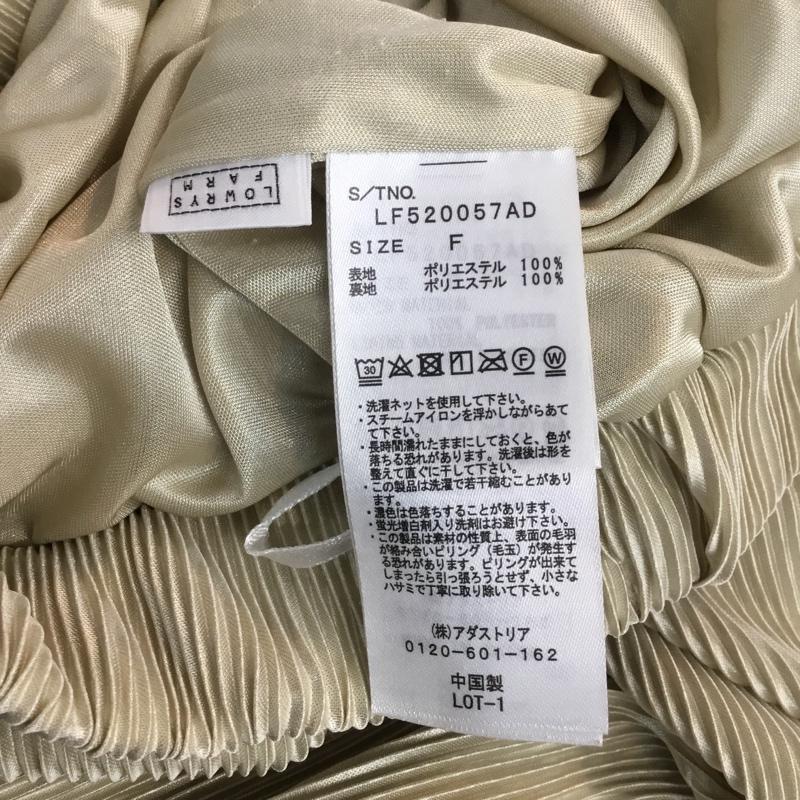 LOWRYS
FARM
S/TNO.
LF520057AD
SIZE F
表地 ポリエステル 100%
裏地 ポリエステル 100%
30
・洗濯ネットを使用して下さい。
・スチームアイロンを浮かしながらあて
て下さい。
・長時間濡れたままにしておくと、色が
落ちる恐れがあります。洗濯後は形を
整えて直ぐに干して下さい。
・この製品は洗濯で若干縮むことがあり
ます。
・濃色は色落ちすることがあります。
・蛍光増白剤入り洗剤はお避け下さい。
・この製品は素材の性質上、表面の毛羽
が絡み合いピリング(毛玉)が発生す
る恐れがあります。ピリングが出来て
しまったら引っ張ろうとせず、小さな
ハサミで丁寧に取り除いて下さい。
(株)アダストリア
0120-601-162
中国製
LOT-1